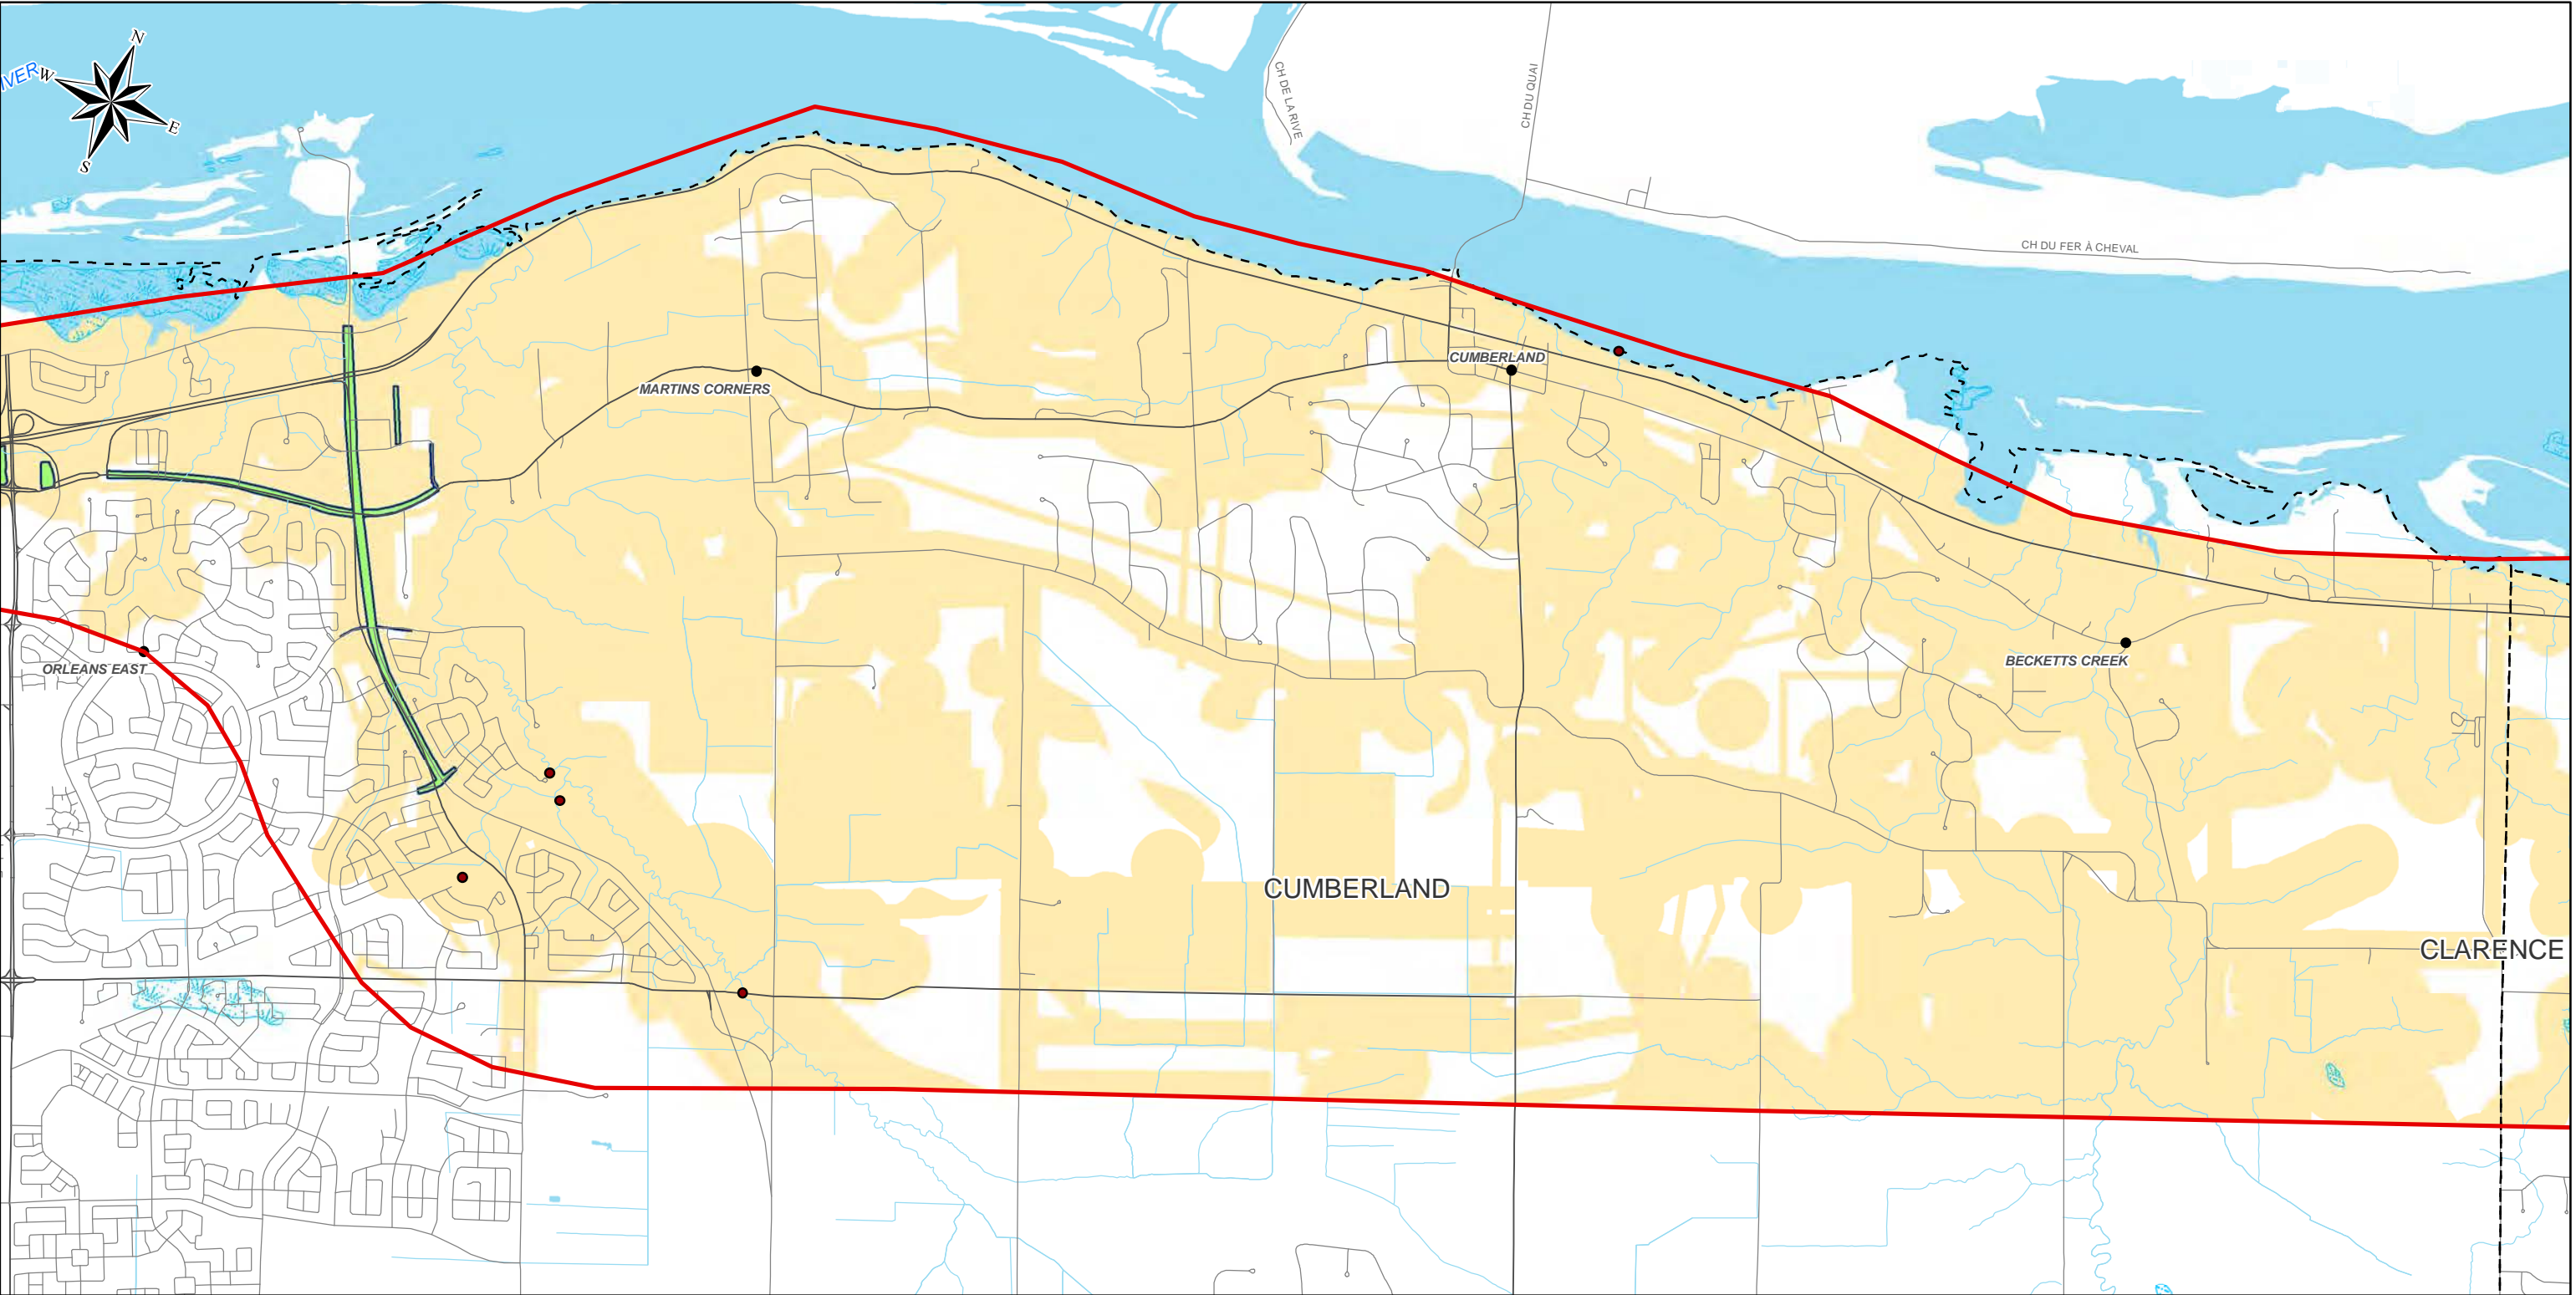 N
IVER
W
E
S
CH DE LA RIVE
CH DU QUAI
CH DU FER À CHEVAL
CUMBERLAND
MARTINS CORNERS
ORLEANS EAST
BECKETTS CREEK
CUMBERLAND
CLARENCE